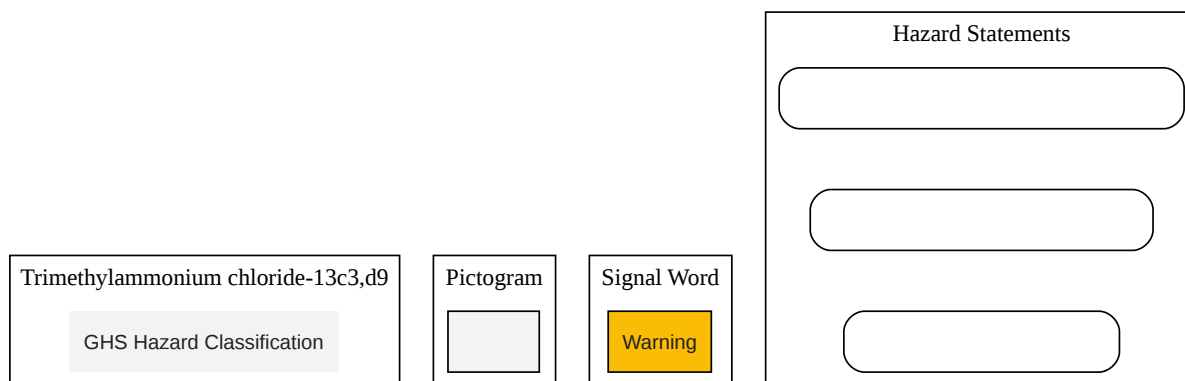 Hazard Statements
Trimethylammonium chloride-13c3,d9
Pictogram
Signal Word
GHS Hazard Classification
Warning